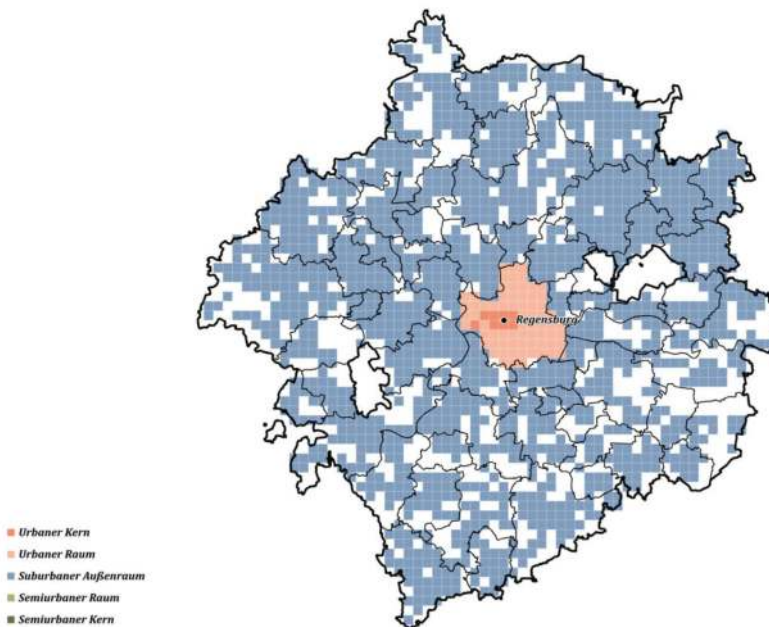 Regensburg
Urbaner Kern
Urbaner Raum
Suburbaner Außenraum
Semiurbaner Raum
Semiurbaner Kern